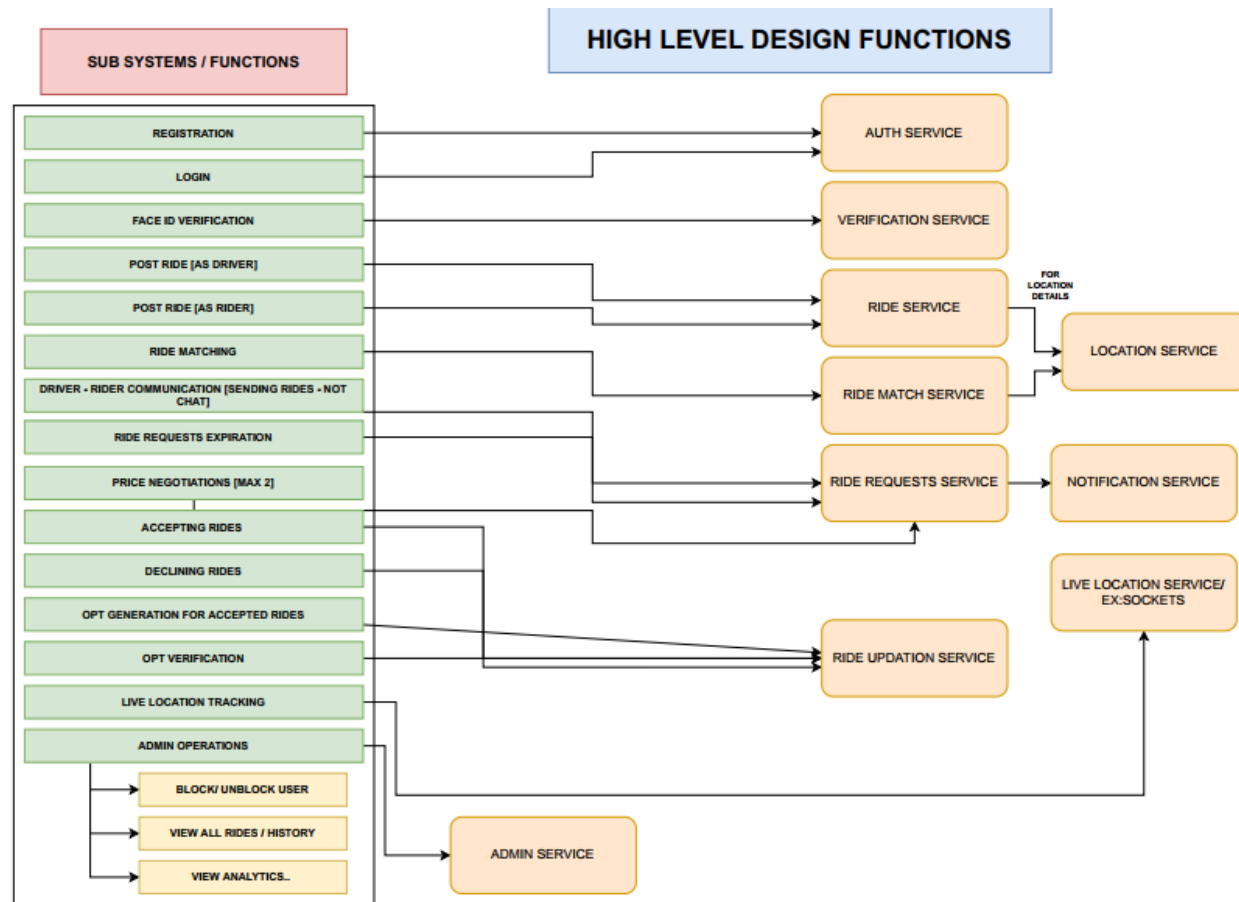 HIGH LEVEL DESIGN FUNCTIONS
SUB SYSTEMS / FUNCTIONS
REGISTRATION
LOGIN
FACE ID VERIFICATION
POST RIDE [AS DRIVER]
POST RIDE [AS RIDER]
RIDE MATCHING
DRIVER - RIDER COMMUNICATION [SENDING RIDES - NOT
CHAT]
RIDE REQUESTS EXPIRATION
PRICE NEGOTIATIONS [MAX 2]
ACCEPTING RIDES
DECLINING RIDES
OPT GENERATION FOR ACCEPTED RIDES
OPT VERIFICATION
LIVE LOCATION TRACKING
ADMIN OPERATIONS
BLOCK/ UNBLOCK USER
VIEW ALL RIDES / HISTORY
VIEW ANALYTICS..
AUTH SERVICE
VERIFICATION SERVICE
RIDE SERVICE
FOR
LOCATION
DETAILS
LOCATION SERVICE
RIDE MATCH SERVICE
RIDE REQUESTS SERVICE
NOTIFICATION SERVICE
LIVE LOCATION SERVICE/
EX:SOCKETS
RIDE UPDATION SERVICE
ADMIN SERVICE